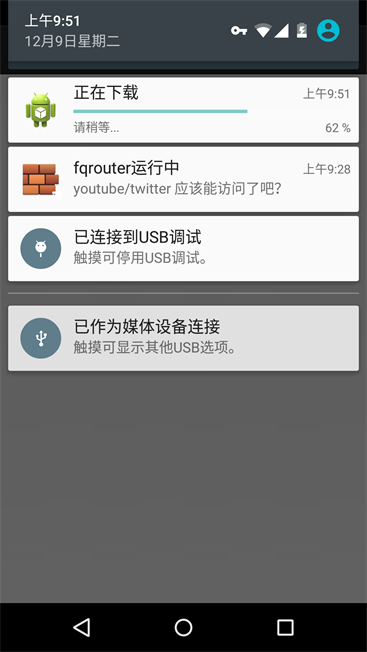 上午9:51
12月9日星期二
正在下载 上午9:51
请稍等... 62 %
fqrouter运行中 上午9:28
youtube/twitter 应该能访问了吧?
已连接到USB调试
触摸可停用USB调试。
已作为媒体设备连接
触摸可显示其他USB选项。